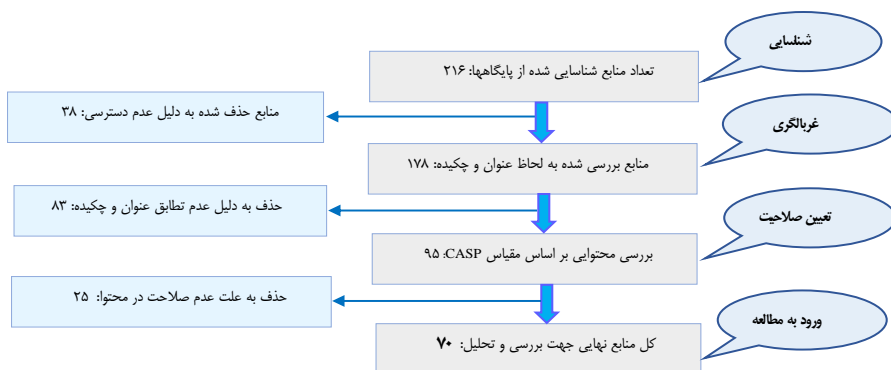 شناسایی
تعداد منابع شناسایی شده از پایگاهها: ۲۱۶
منابع حذف شده به دلیل عدم دسترسی: ۳۸
غربالگری
منابع بررسی شده به لحاظ عنوان و چکیده: ۱۷۸
حذف به دلیل عدم تطابق عنوان و چکیده: ۸۳
تعیین صلاحیت
بررسی محتوایی بر اساس مقیاس CASP: ۹۵
حذف به علت عدم صلاحت در محتوا: ۲۵
ورود به مطالعه
کل منابع نهایی جهت بررسی و تحلیل: ۷۰